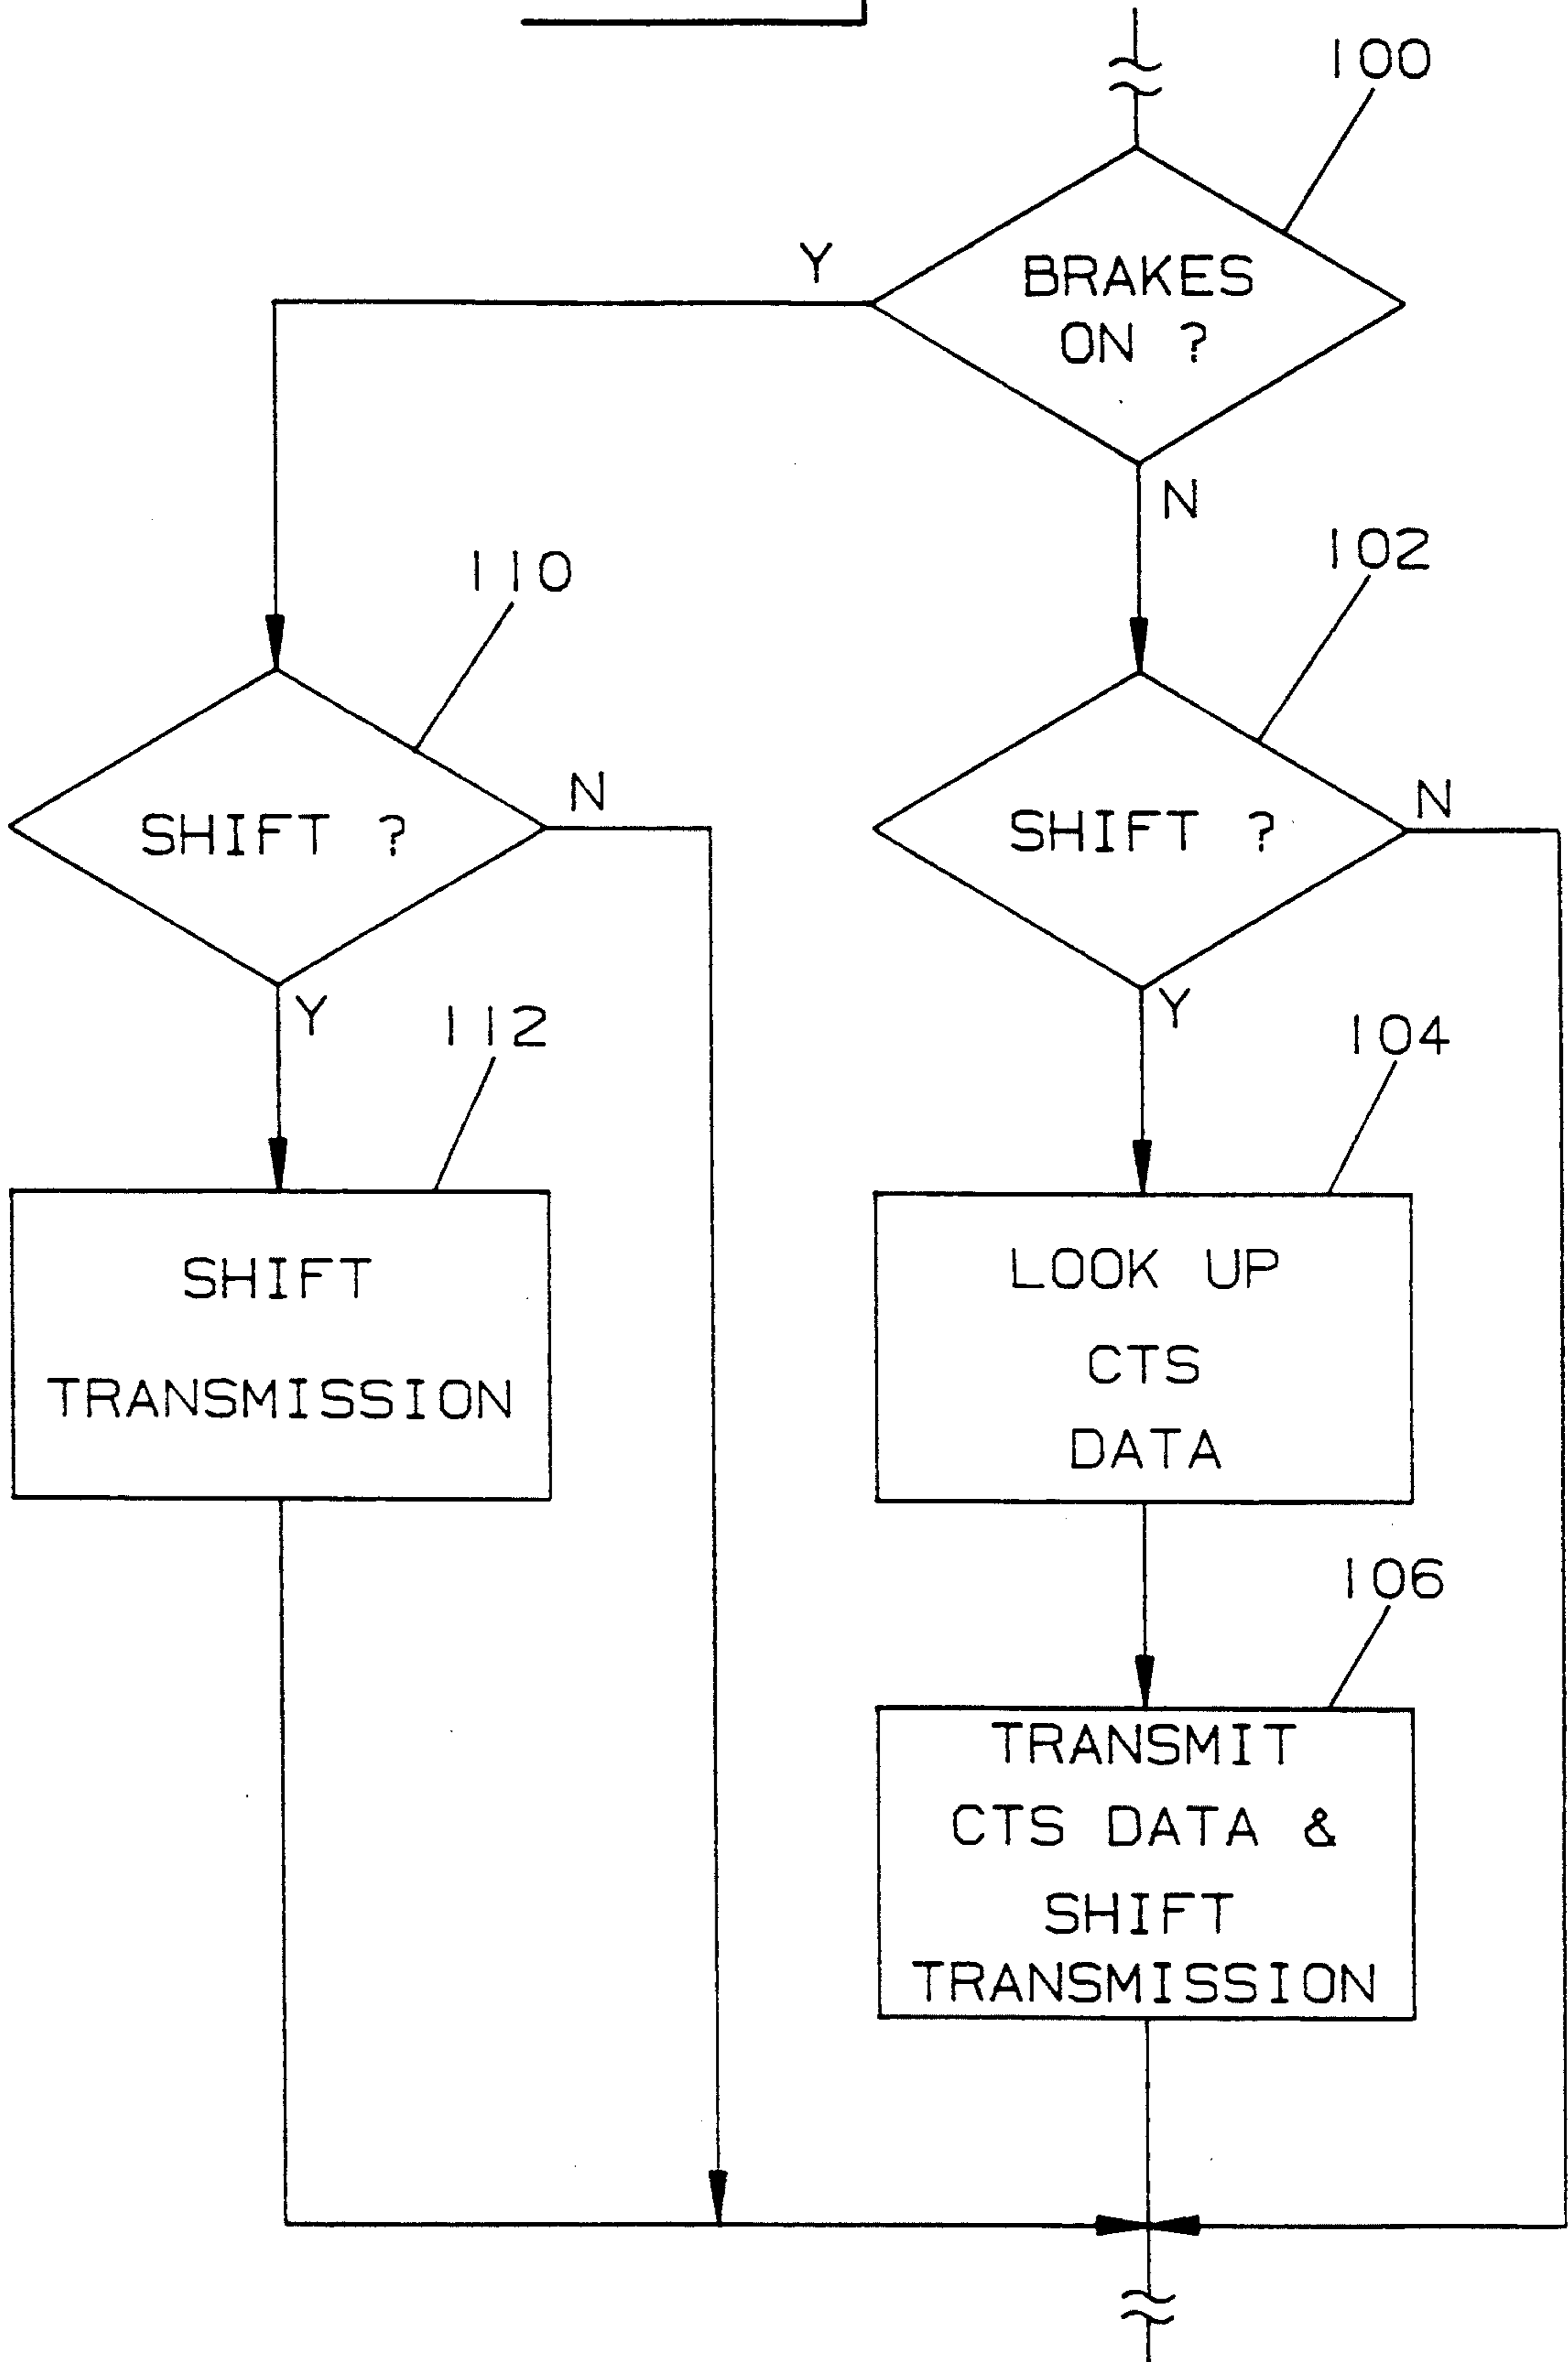 100
Y
BRAKES
ON ?
N
110
102
SHIFT ?
N
SHIFT ?
N
Y
112
Y
104
SHIFT
TRANSMISSION
LOOK UP
CTS
DATA
106
TRANSMIT
CTS DATA &
SHIFT
TRANSMISSION